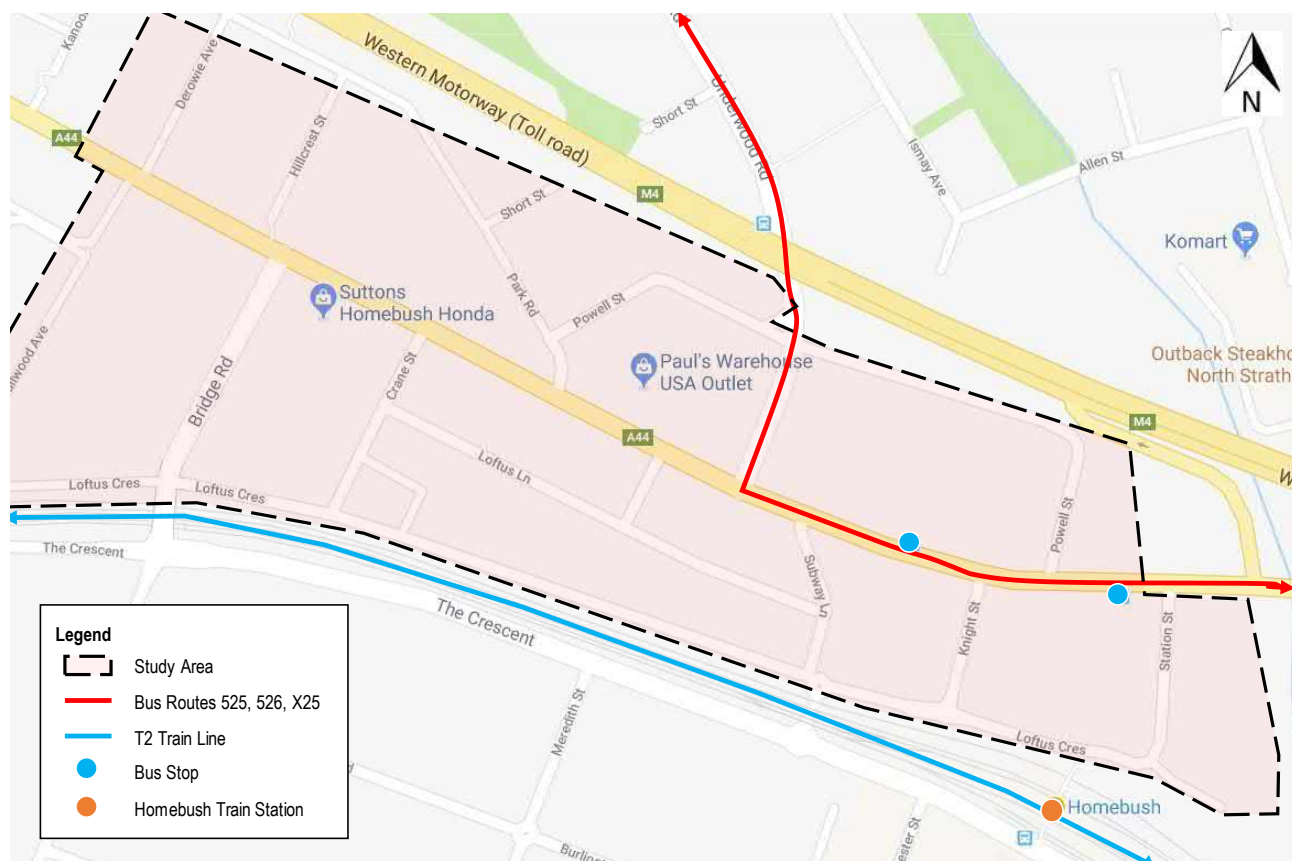 Western Motorway (Toll road)
Derowie Ave
Short St
Underwood Rd
N
A44
Hillcrest St
Ismay Ave
Allen St
M4
Short St
Komart
Suttons
Homebush Honda
Park Rd
Powell St
Bridge Rd
Crane St
Paul's Warehouse
USA Outlet
Outback Steakho
North Strath
M4
A44
Loftus Ln
Loftus Cres
Loftus Cres
Powell St
The Crescent
Subway Ln
Knight St
Station St
The Crescent
Meredith St
Loftus Cres
Homebush
Legend
Study Area
Bus Routes 525, 526, X25
T2 Train Line
Bus Stop
Homebush Train Station